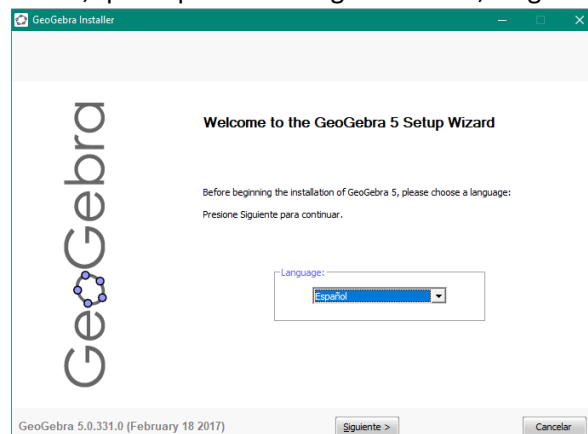 GeoGebra Installer
GeoGebra
Welcome to the GeoGebra 5 Setup Wizard
Before beginning the installation of GeoGebra 5, please choose a language:
Presione Siguiente para continuar.
Language:
Español
GeoGebra 5.0.331.0 (February 18 2017)
Siguiente >
Cancelar